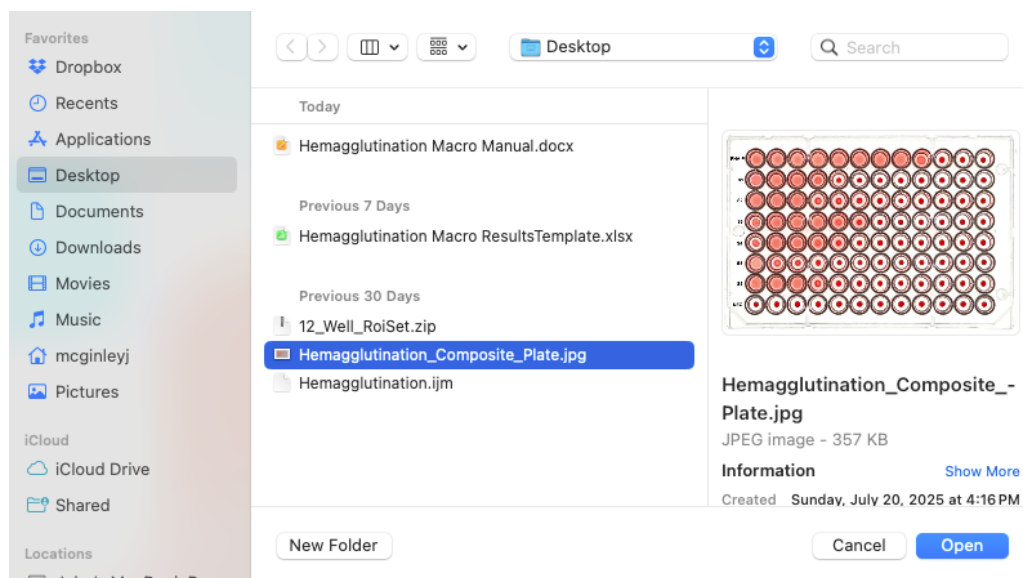 Favorites
Dropbox
Recents
Applications
Desktop
Documents
Downloads
Movies
Music
mcginleyj
Pictures
iCloud
iCloud Drive
Shared
Locations
Desktop
Search
Today
Hemagglutination Macro Manual.docx
Previous 7 Days
Hemagglutination Macro ResultsTemplate.xlsx
Previous 30 Days
12_Well_RoiSet.zip
Hemagglutination_Composite_Plate.jpg
Hemagglutination.ijm
Hemagglutination_Composite_-
Plate.jpg
JPEG image - 357 KB
Information Show More
Created Sunday, July 20, 2025 at 4:16 PM
New Folder
Cancel
Open